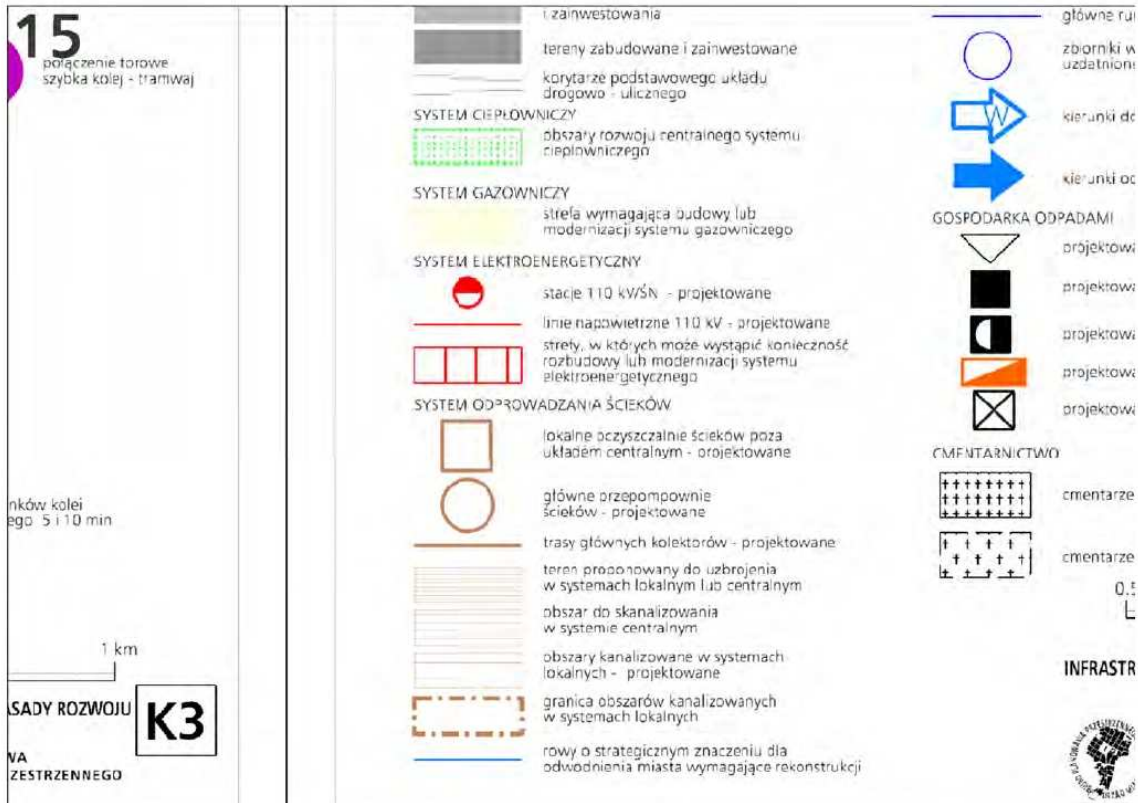 15
połączenie torowe
szybka kolej - tramwaj
nków kolei
ego 5 i 10 min
1 km
SADY ROZWOJU
K3
WA
ZESTRZENNEGO
i zainwestowania
tereny zabudowane i zainwestowane
korytarze podstawowego układu
drogowo - ulicznego
SYSTEM CIEPŁOWNICZY
obszary rozwoju centralnego systemu
ciepłowniczego
SYSTEM GAZOWNICZY
strefa wymagająca budowy lub
modernizacji systemu gazowniczego
SYSTEM ELEKTROENERGETYCZNY
stacje 110 kV/ŚN - projektowane
linie napowietrzne 110 kV - projektowane
strefy, w których może wystąpić konieczność
rozbudowy lub modernizacji systemu
elektroenergetycznego
SYSTEM ODPROWADZANIA ŚCIEKÓW
lokalne oczyszczalnie ścieków poza
układem centralnym - projektowane
główne przepompownie
ścieków - projektowane
trasy głównych kolektorów - projektowane
teren proponowany do uzbrojenia
w systemach lokalnym lub centralnym
obszar do skanalizowania
w systemie centralnym
obszary kanalizowane w systemach
lokalnych - projektowane
granica obszarów kanalizowanych
w systemach lokalnych
rowy o strategicznym znaczeniu dla
odwodnienia miasta wymagające rekonstrukcji
główne ru
zbiorniki w
uzdatnion
W
kierunki do
kierunki oc
GOSPODARKA ODPADAMI
projektowa
projektowa
projektowa
projektowa
projektowa
CMENTARNICTWO
cmentarze
cmentarze
0.5
INFRASTR